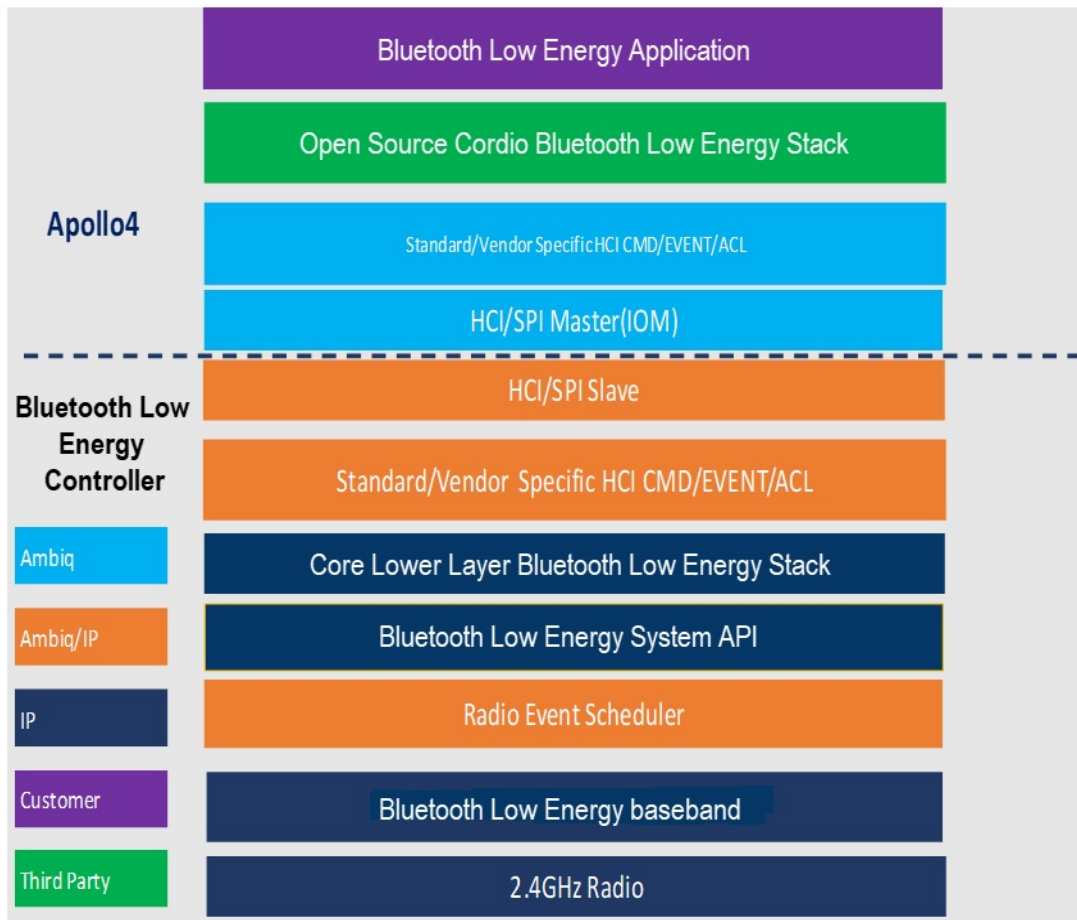 Bluetooth Low Energy Application
Open Source Cordio Bluetooth Low Energy Stack
Apollo4
Standard/Vendor Specific HCI CMD/EVENT/ACL
HCI/SPI Master(IOM)
HCI/SPI Slave
Bluetooth Low
Energy
Controller
Standard/Vendor Specific HCI CMD/EVENT/ACL
Ambiq
Core Lower Layer Bluetooth Low Energy Stack
Ambiq/IP
Bluetooth Low Energy System API
IP
Radio Event Scheduler
Customer
Bluetooth Low Energy baseband
Third Party
2.4GHz Radio